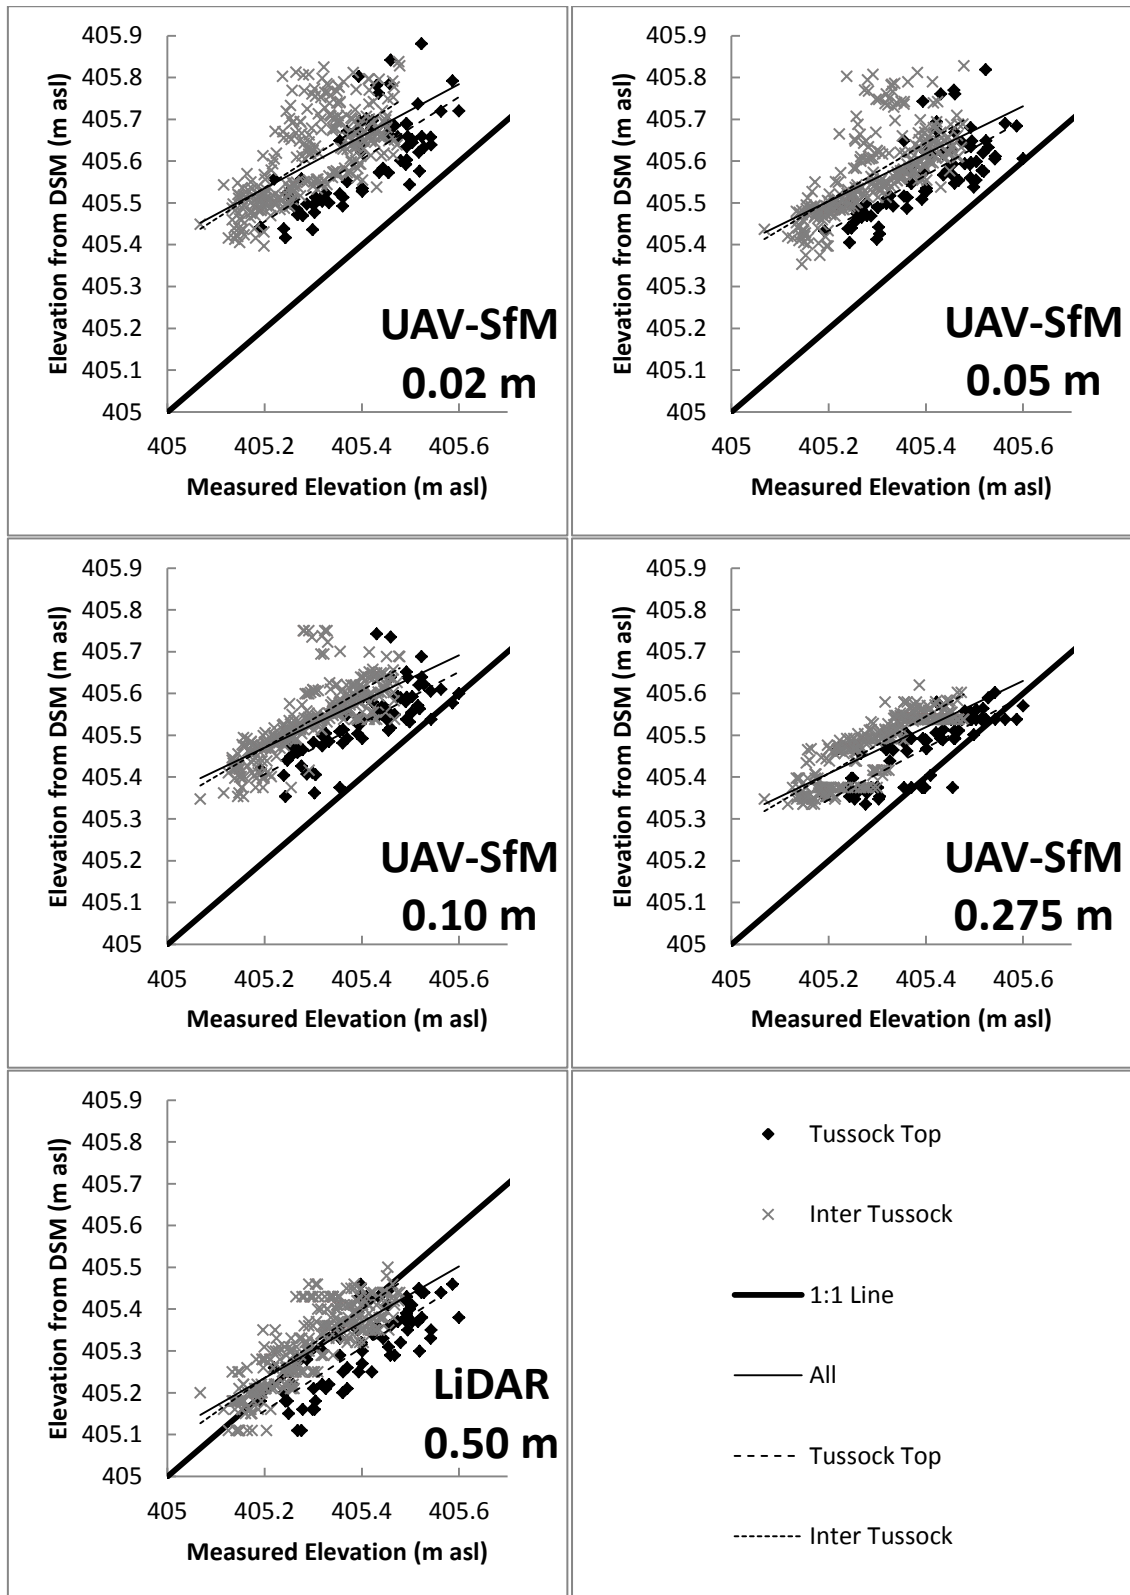 405.9
405.8
405.7
405.6
405.5
405.4
405.3
405.2
405.1
405
Elevation from DSM (m asl)
UAV-SfM
0.02 m
405 405.2 405.4 405.6
Measured Elevation (m asl)
405.9
405.8
405.7
405.6
405.5
405.4
405.3
405.2
405.1
405
Elevation from DSM (m asl)
UAV-SfM
0.05 m
405 405.2 405.4 405.6
Measured Elevation (m asl)
405.9
405.8
405.7
405.6
405.5
405.4
405.3
405.2
405.1
405
Elevation from DSM (m asl)
UAV-SfM
0.10 m
405 405.2 405.4 405.6
Measured Elevation (m asl)
405.9
405.8
405.7
405.6
405.5
405.4
405.3
405.2
405.1
405
Elevation from DSM (m asl)
UAV-SfM
0.275 m
405 405.2 405.4 405.6
Measured Elevation (m asl)
405.9
405.8
405.7
405.6
405.5
405.4
405.3
405.2
405.1
405
Elevation from DSM (m asl)
LiDAR
0.50 m
405 405.2 405.4 405.6
Measured Elevation (m asl)
Tussock Top
Inter Tussock
1:1 Line
All
Tussock Top
Inter Tussock